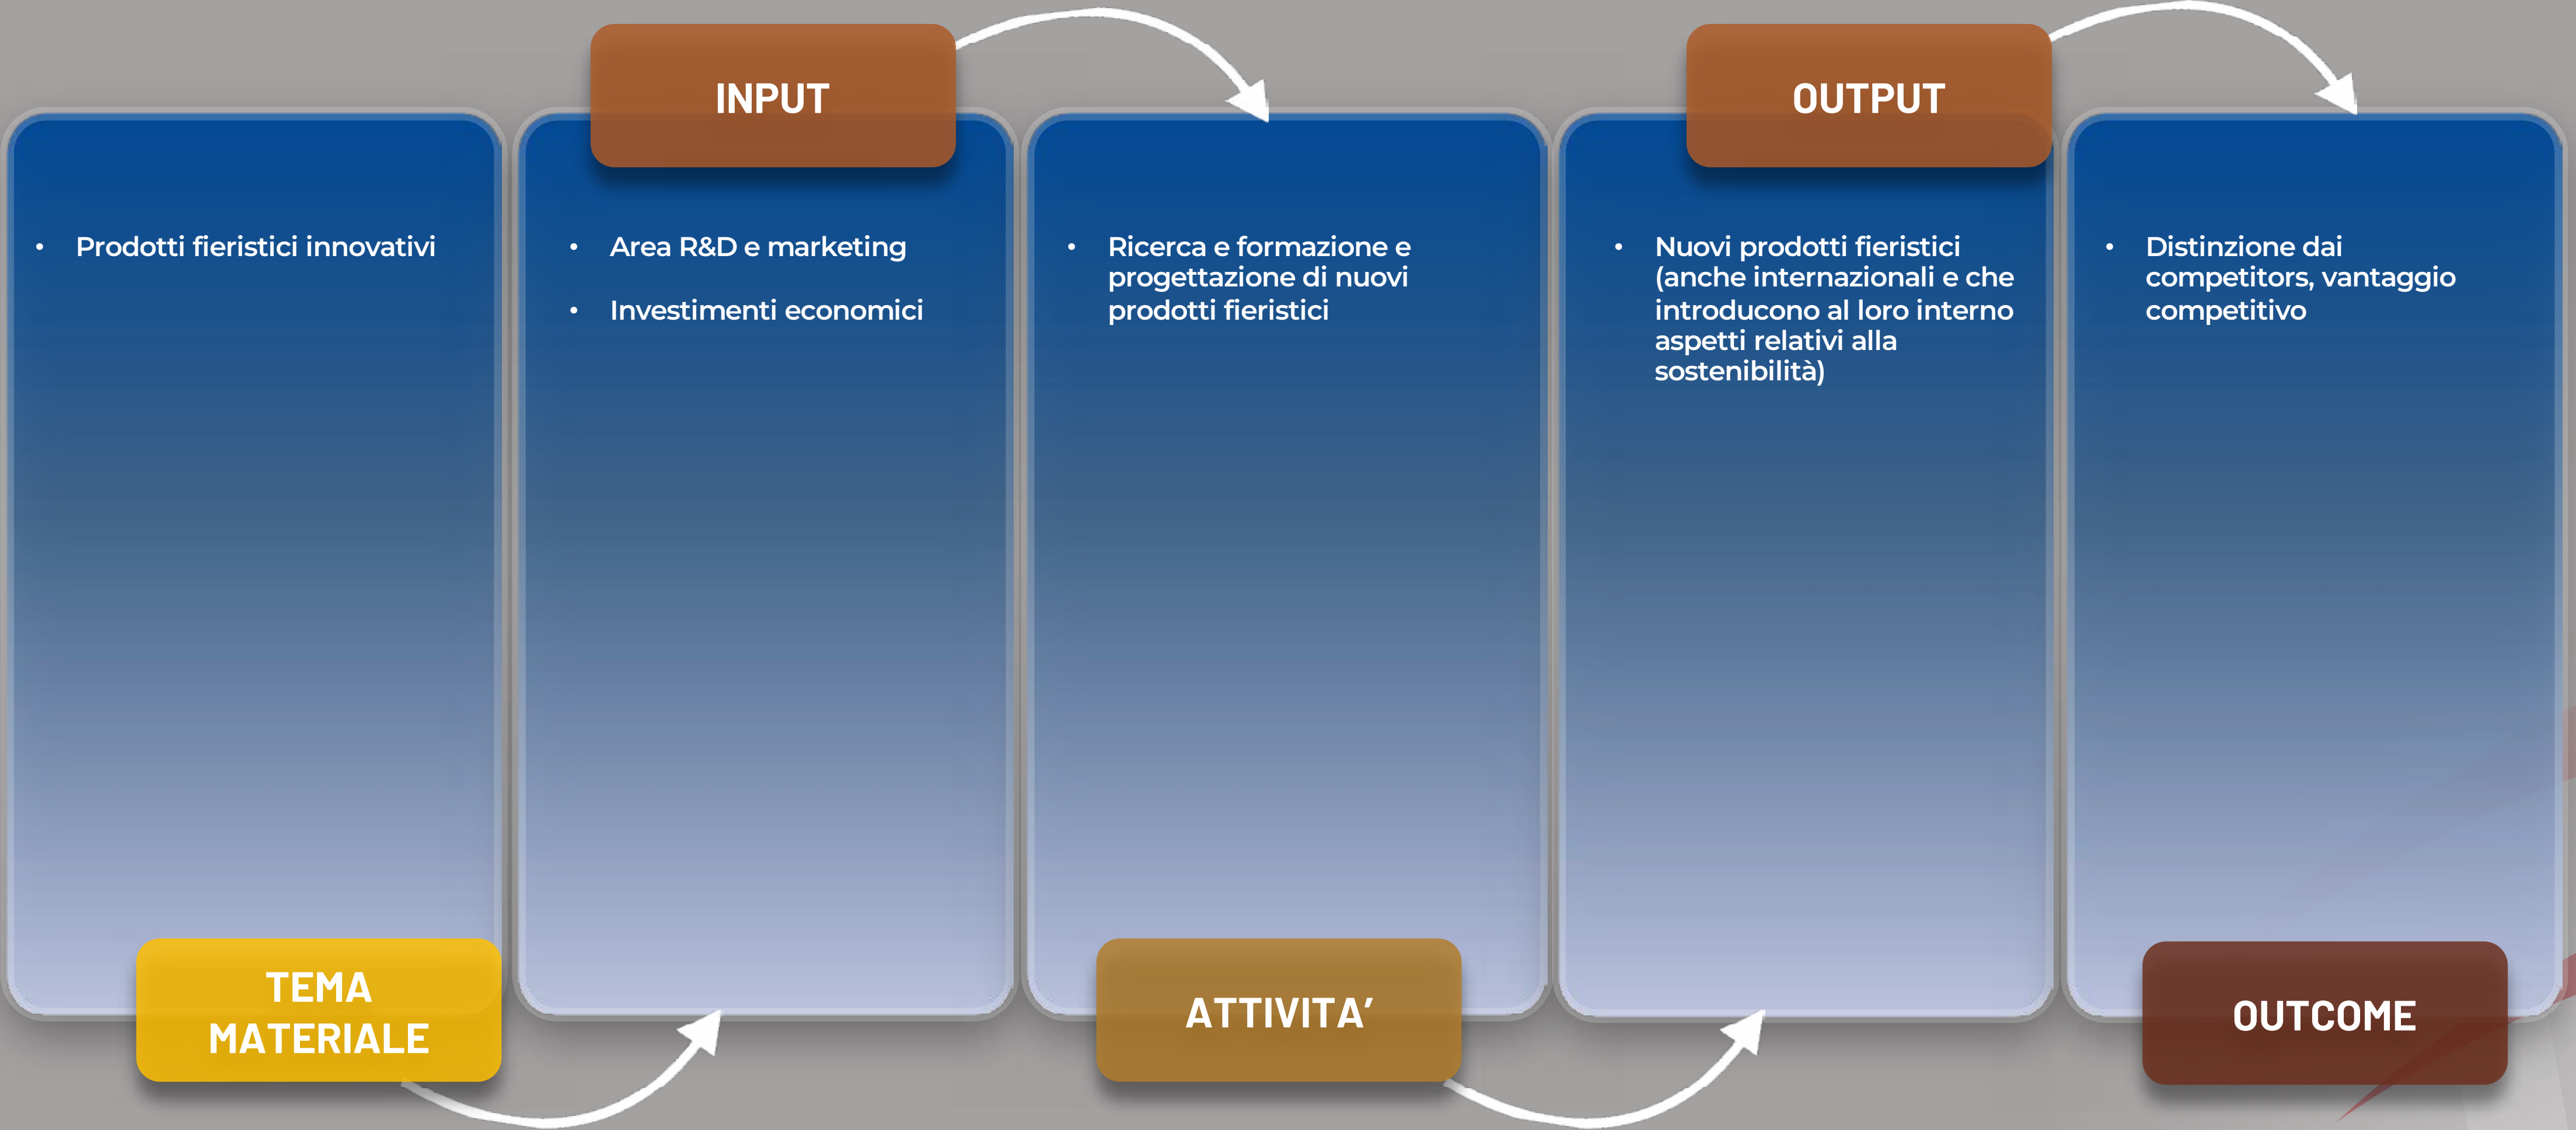 INPUT
OUTPUT
• Prodotti fieristici innovativi
• Area R&D e marketing
• Investimenti economici
• Ricerca e formazione e
progettazione di nuovi
prodotti fieristici
• Nuovi prodotti fieristici
(anche internazionali e che
introducono al loro interno
aspetti relativi alla
sostenibilità)
• Distinzione dai
competitors, vantaggio
competitivo
TEMA
MATERIALE
ATTIVITA’
OUTCOME